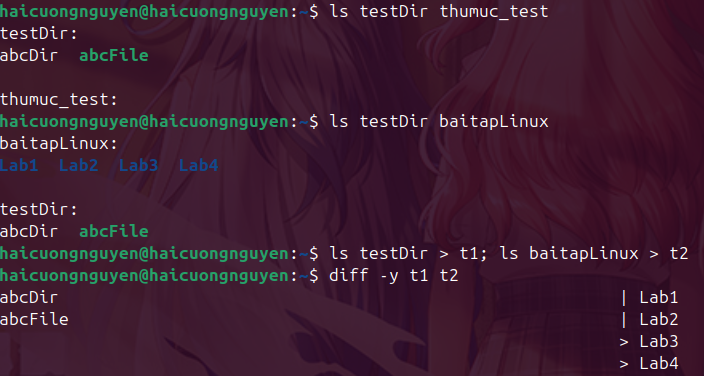 haicuongnguyen@haicuongnguyen:~$ ls testDir thumuc_test
testDir:
abcDir  abcFile

thumuc_test:
haicuongnguyen@haicuongnguyen:~$ ls testDir baitapLinux
baitapLinux:
Lab1  Lab2  Lab3  Lab4

testDir:
abcDir  abcFile
haicuongnguyen@haicuongnguyen:~$ ls testDir > t1; ls baitapLinux > t2
haicuongnguyen@haicuongnguyen:~$ diff -y t1 t2
abcDir | Lab1
abcFile | Lab2
> Lab3
> Lab4